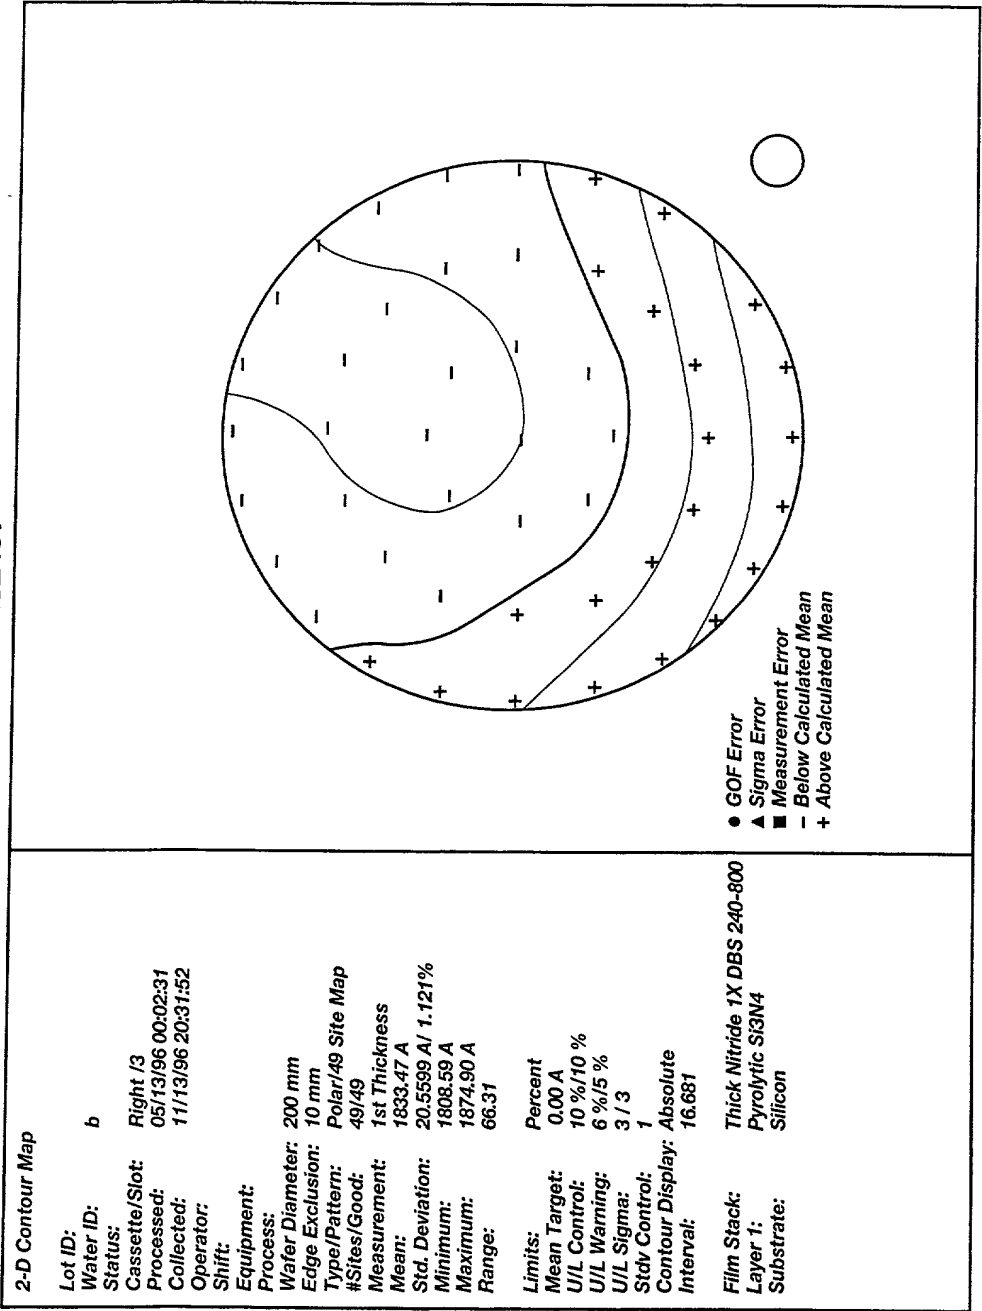 2-D Contour Map
Lot ID:
Water ID: b
Status:
Cassette/Slot: Right /3
Processed: 05/13/96 00:02:31
Collected: 11/13/96 20:31:52
Operator:
Shift:
Equipment:
Process:
Wafer Diameter: 200 mm
Edge Exclusion: 10 mm
Type/Pattern: Polar/49 Site Map
#Sites/Good: 49/49
Measurement: 1st Thickness
Mean: 1833.47 A
Std. Deviation: 20.5599 A/ 1.121%
Minimum: 1808.59 A
Maximum: 1874.90 A
Range: 66.31
Limits: Percent
Mean Target: 0.00 A
U/L Control: 10 %/10 %
U/L Warning: 6 %/5 %
U/L Sigma: 3 / 3
Stdv Control: 1
Contour Display: Absolute
Interval: 16.681
Film Stack: Thick Nitride 1X DBS 240-800
Layer 1: Pyrolytic Si3N4
Substrate: Silicon
● GOF Error
▲ Sigma Error
■ Measurement Error
− Below Calculated Mean
+ Above Calculated Mean